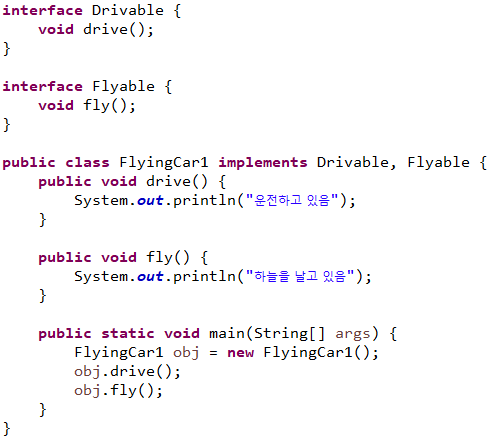 interface Drivable {
    void drive();
}
interface Flyable {
    void fly();
}
public class FlyingCar1 implements Drivable, Flyable {
    public void drive() {
        System.out.println("운전하고 있음");
    }
    public void fly() {
        System.out.println("하늘을 날고 있음");
    }
    public static void main(String[] args) {
        FlyingCar1 obj = new FlyingCar1();
        obj.drive();
        obj.fly();
    }
}